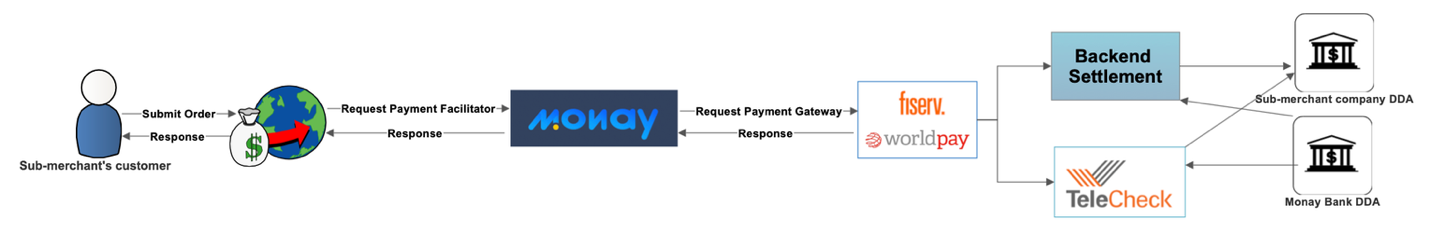 Submit Order
Response
Sub-merchant's customer
$
Request Payment Facilitator
Response
monay
Request Payment Gateway
Response
fiserv.
worldpay
Backend
Settlement
TeleCheck
$
Sub-merchant company DDA
$
Monay Bank DDA